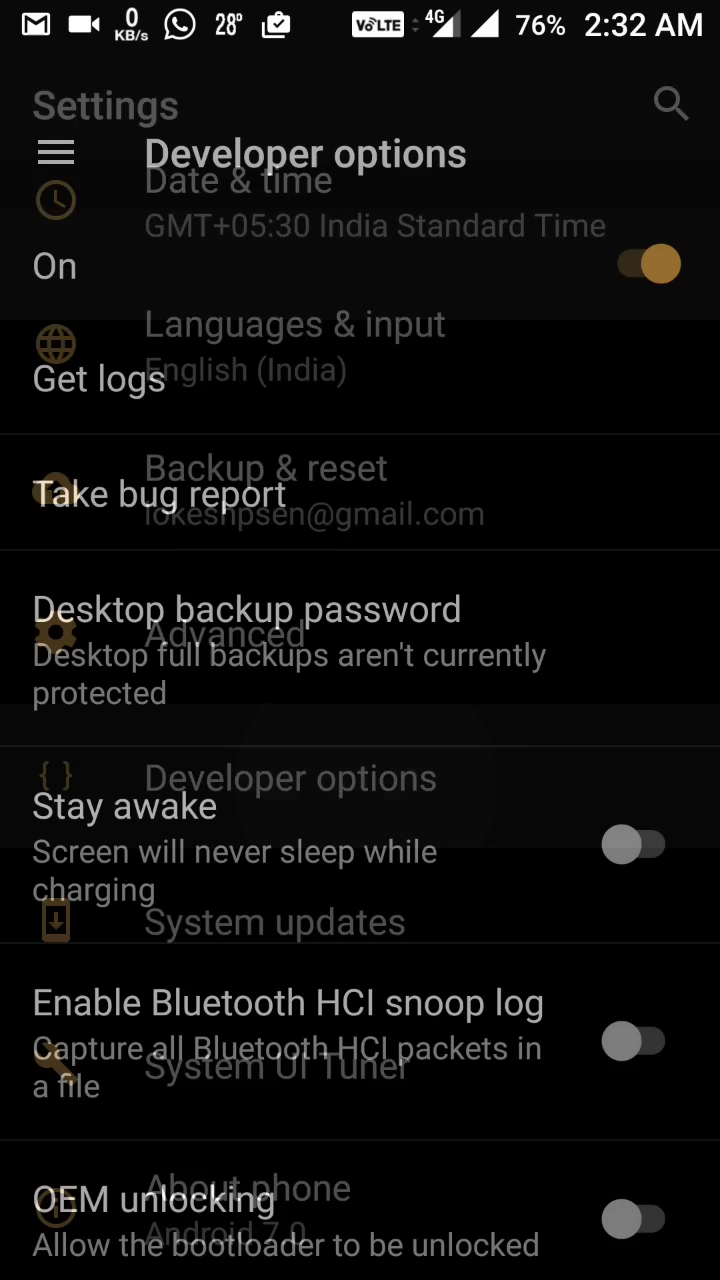 0 KB/s 28° VoLTE 4G 76% 2:32 AM
Settings
Developer options
Date & time
GMT+05:30 India Standard Time
On
Languages & input
English (India)
Get logs
Backup & reset
Take bug report
lokeshpsen@gmail.com
Desktop backup password
Advanced
Desktop full backups aren't currently
protected
Developer options
Stay awake
Screen will never sleep while
charging
System updates
Enable Bluetooth HCI snoop log
Capture all Bluetooth HCI packets in
System UI Tuner
a file
About phone
OEM unlocking
Android 7.0
Allow the bootloader to be unlocked